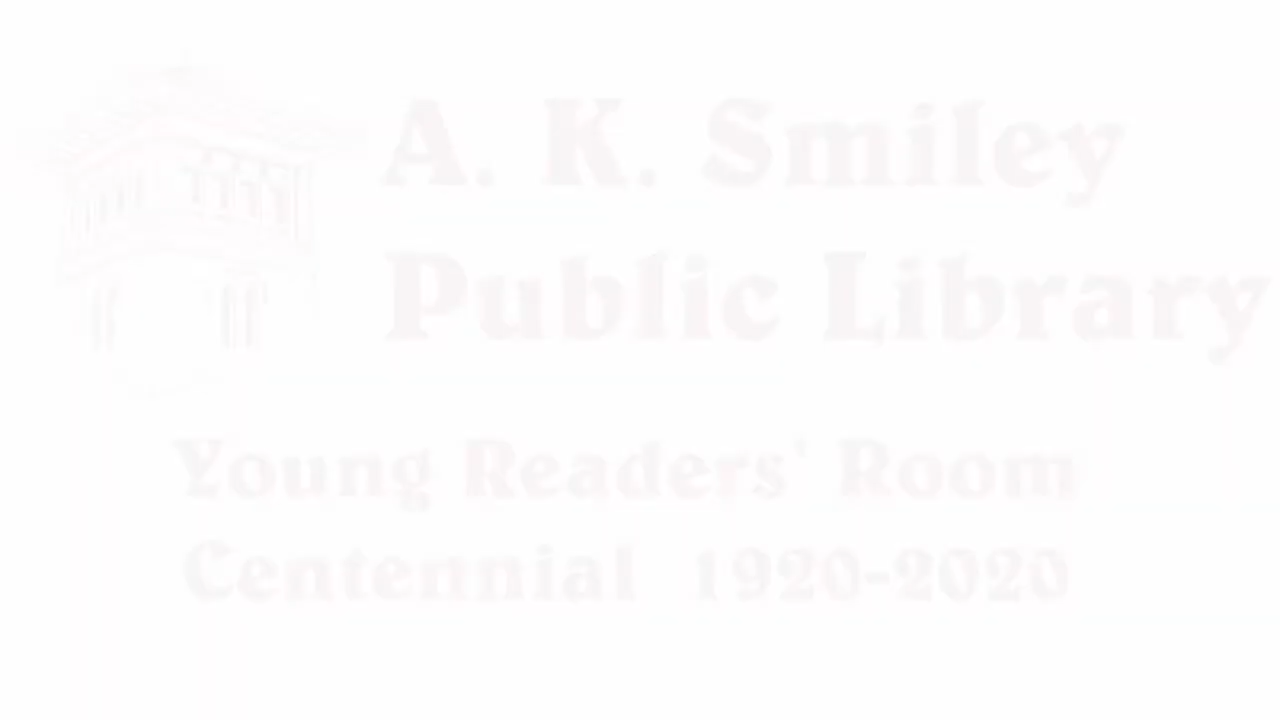 A. K. Smiley
Public Library
Young Readers' Room
Centennial 1920-2020